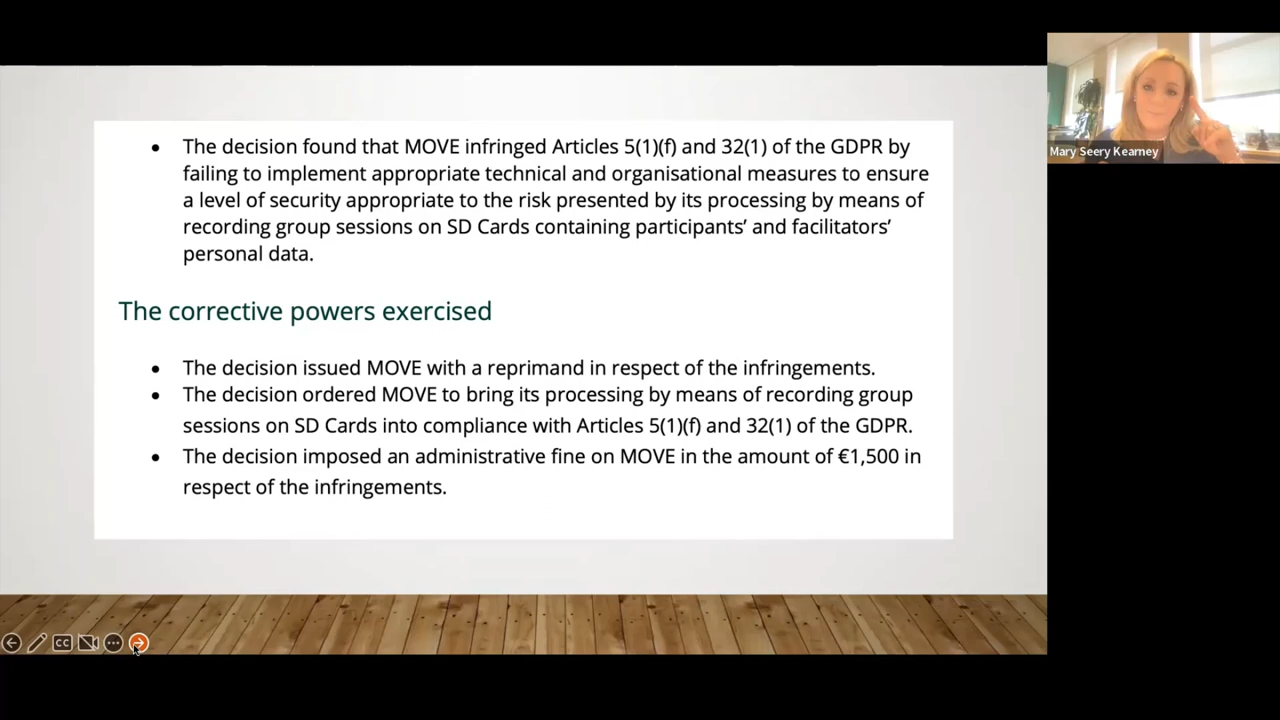 • The decision found that MOVE infringed Articles 5(1)(f) and 32(1) of the GDPR by
failing to implement appropriate technical and organisational measures to ensure
a level of security appropriate to the risk presented by its processing by means of
recording group sessions on SD Cards containing participants’ and facilitators’
personal data.
The corrective powers exercised
• The decision issued MOVE with a reprimand in respect of the infringements.
• The decision ordered MOVE to bring its processing by means of recording group
sessions on SD Cards into compliance with Articles 5(1)(f) and 32(1) of the GDPR.
• The decision imposed an administrative fine on MOVE in the amount of €1,500 in
respect of the infringements.
Mary Seery Kearney
CC